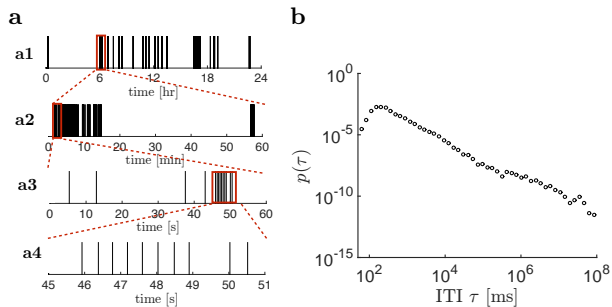 a
a1
0 6 12 18 24
time [hr]
a2
0 10 20 30 40 50 60
time [min]
a3
0 10 20 30 40 50 60
time [s]
a4
45 46 47 48 49 50 51
time [s]
b
p(τ)
10^0
10^-5
10^-10
10^-15
10^2 10^4 10^6 10^8
ITI τ [ms]